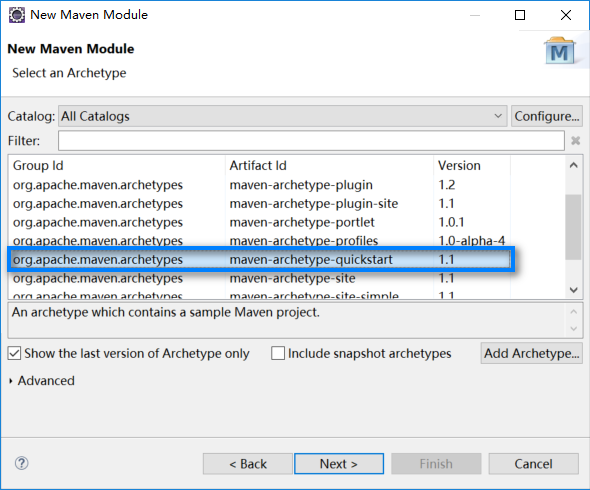 New Maven Module
New Maven Module
Select an Archetype
M
Catalog: All Catalogs Configure...
Filter:
Group Id Artifact Id Version
org.apache.maven.archetypes maven-archetype-plugin 1.2
org.apache.maven.archetypes maven-archetype-plugin-site 1.1
org.apache.maven.archetypes maven-archetype-portlet 1.0.1
org.apache.maven.archetypes maven-archetype-profiles 1.0-alpha-4
org.apache.maven.archetypes maven-archetype-quickstart 1.1
org.apache.maven.archetypes maven-archetype-site 1.1
org.apache.maven.archetypes maven-archetype-site-simple 1.1
An archetype which contains a sample Maven project.
Show the last version of Archetype only Include snapshot archetypes Add Archetype...
Advanced
? < Back Next > Finish Cancel